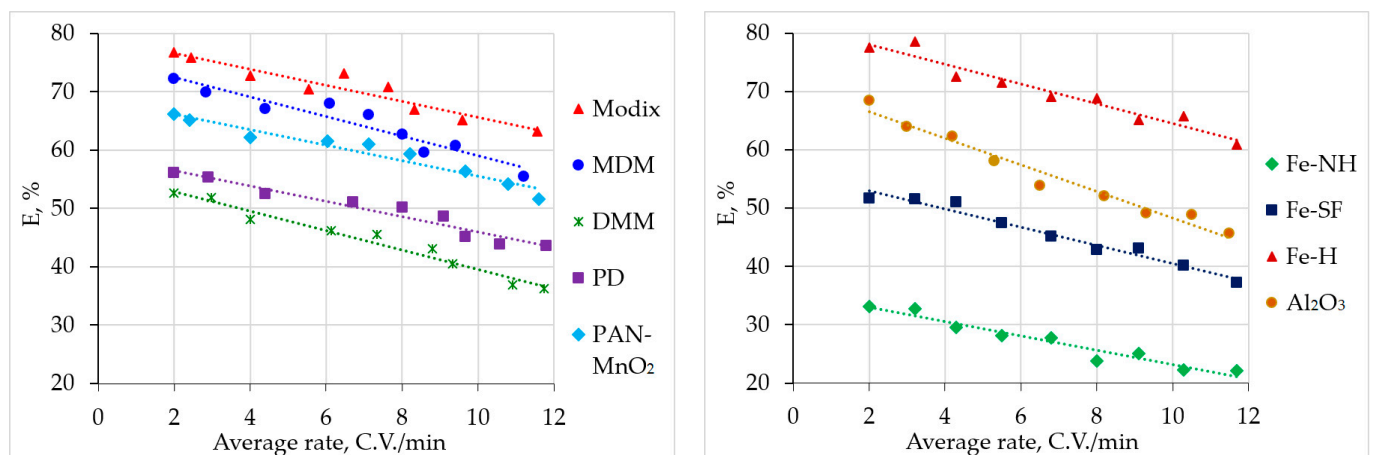 80
70
60
50
40
30
20
E, %
0
2
4
6
8
10
12
Average rate, C.V./min
Modix
MDM
DMM
PD
PAN-
MnO₂
80
70
60
50
40
30
20
E, %
0
2
4
6
8
10
12
Average rate, C.V./min
Fe-NH
Fe-SF
Fe-H
Al₂O₃